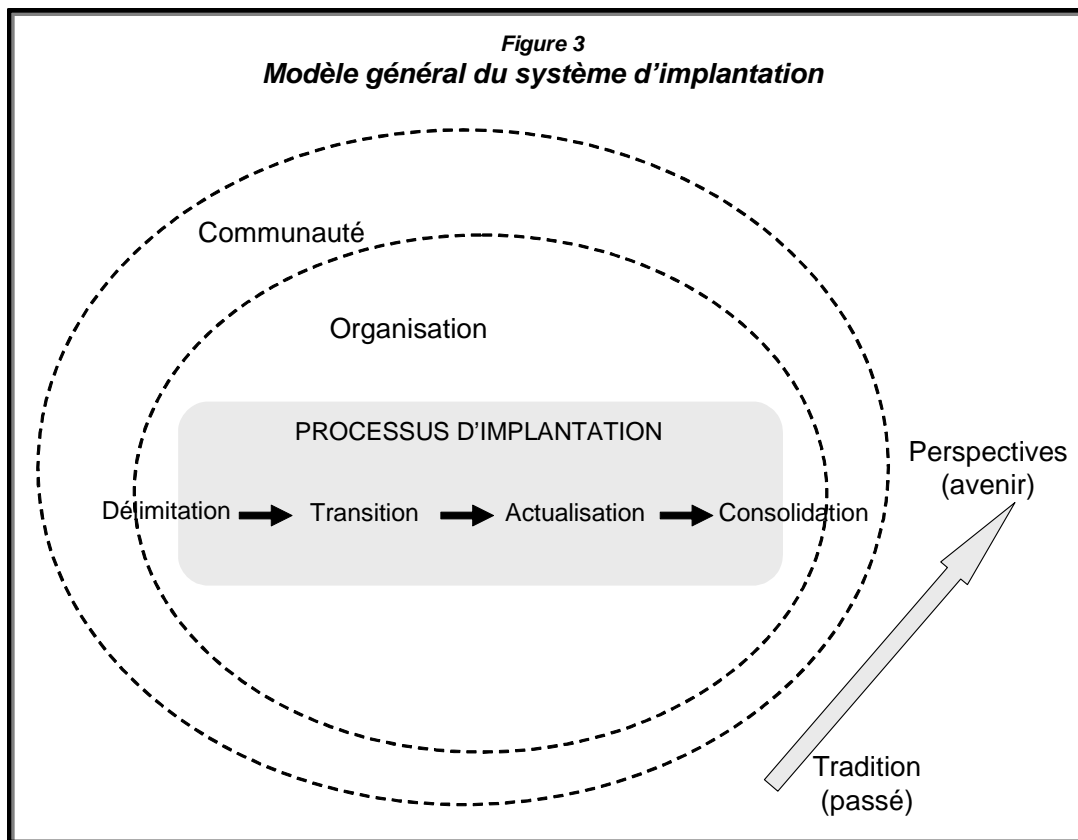 Figure 3
Modèle général du système d'implantation
Communauté
Organisation
PROCESSUS D'IMPLANTATION
Délimitation
Transition
Actualisation
Consolidation
Perspectives
(avenir)
Tradition
(passé)